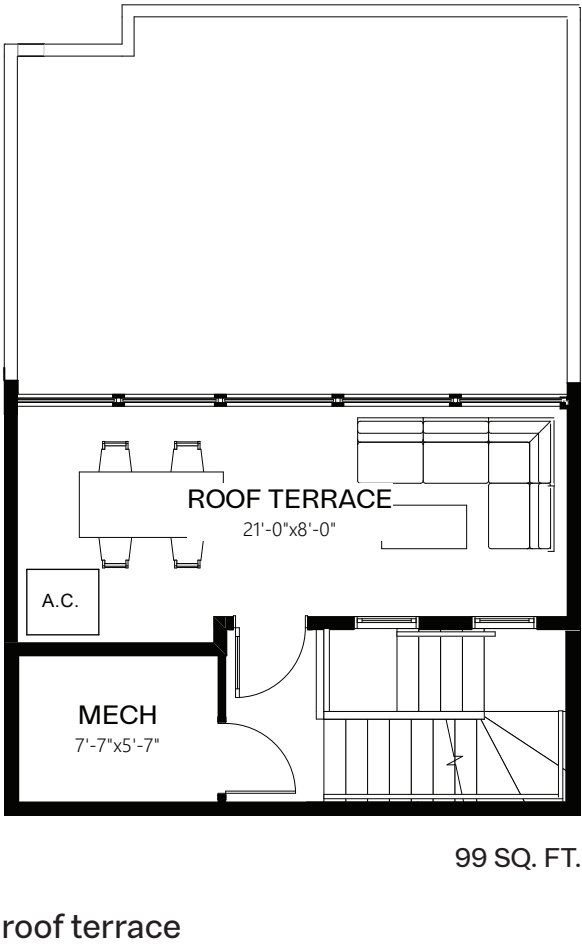 ROOF TERRACE
21'-0"x8'-0"
A.C.
MECH
7'-7"x5'-7"
99 SQ. FT.
roof terrace